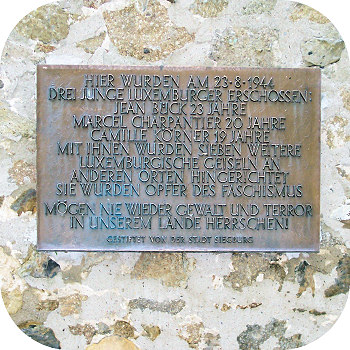 HIER WURDEN AM 23·8·1944
DREI JUNGE LUXEMBURGER ERSCHOSSEN:
JEAN BÜCK 23 JAHRE
MARCEL CHARPANTIER 20 JAHRE
CAMILLE KÖRNER 19 JAHRE
MIT IHNEN WURDEN SIEBEN WEITERE
LUXEMBURGISCHE GEISELN AN
ANDEREN ORTEN HINGERICHTET
SIE WURDEN OPFER DES FASCHISMUS
MÖGEN NIE WIEDER GEWALT UND TERROR
IN UNSEREM LANDE HERRSCHEN!
GESTIFTET VON DER STADT SIEGBURG